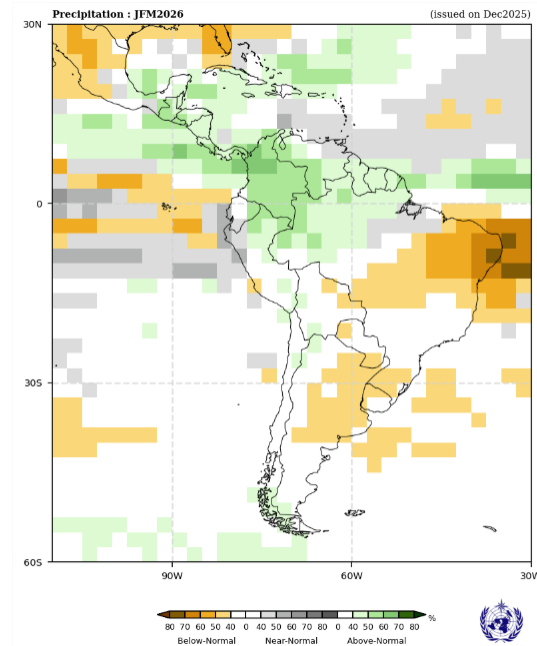 Precipitation : JFM2026
(issued on Dec2025)
30N
0
30S
60S
90W
60W
30W
80 70 60 50 40 0 40 50 60 70 80 40 50 60 70 80 %
Below-Normal Near-Normal Above-Normal